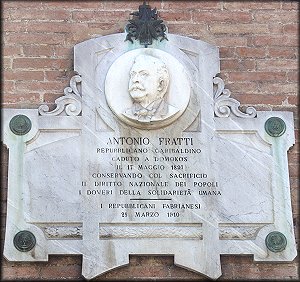 ANTONIO FRATTI
REPUBBLICANO GARIBALDINO
CADUTO A DOMOKOS
IL 17 MAGGIO 1897
CONSERVANDO COL SACRIFICIO
IL DIRITTO NAZIONALE DEI POPOLI
I DOVERI DELLA SOLIDARIETÀ UMANA
I REPUBBLICANI FABRIANESI
28 MARZO 1910